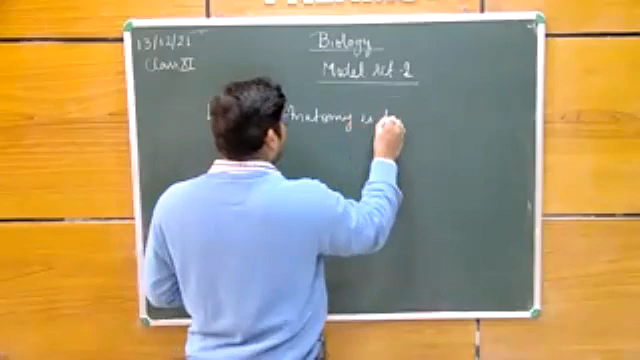 13/12/21
Biology
Class XI
Model set-2
Anatomy is